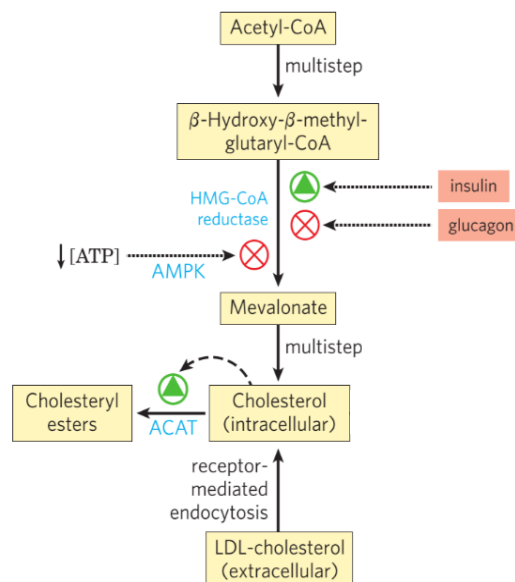 Acetyl-CoA
multistep
β-Hydroxy-β-methyl-
glutaryl-CoA
HMG-CoA
reductase
insulin
glucagon
↓[ATP]
AMPK
Mevalonate
multistep
Cholesteryl
esters
ACAT
Cholesterol
(intracellular)
receptor-
mediated
endocytosis
LDL-cholesterol
(extracellular)